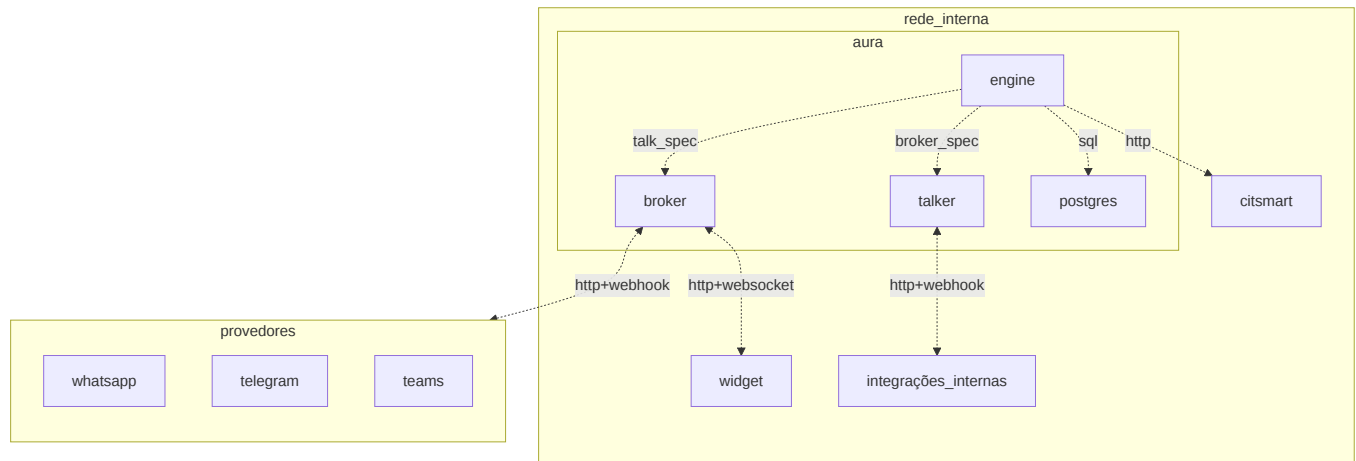 rede_interna
aura
engine
talk_spec
broker_spec
sql
http
broker
talker
postgres
citsmart
http+webhook
http+websocket
http+webhook
provedores
whatsapp
telegram
teams
widget
integrações_internas